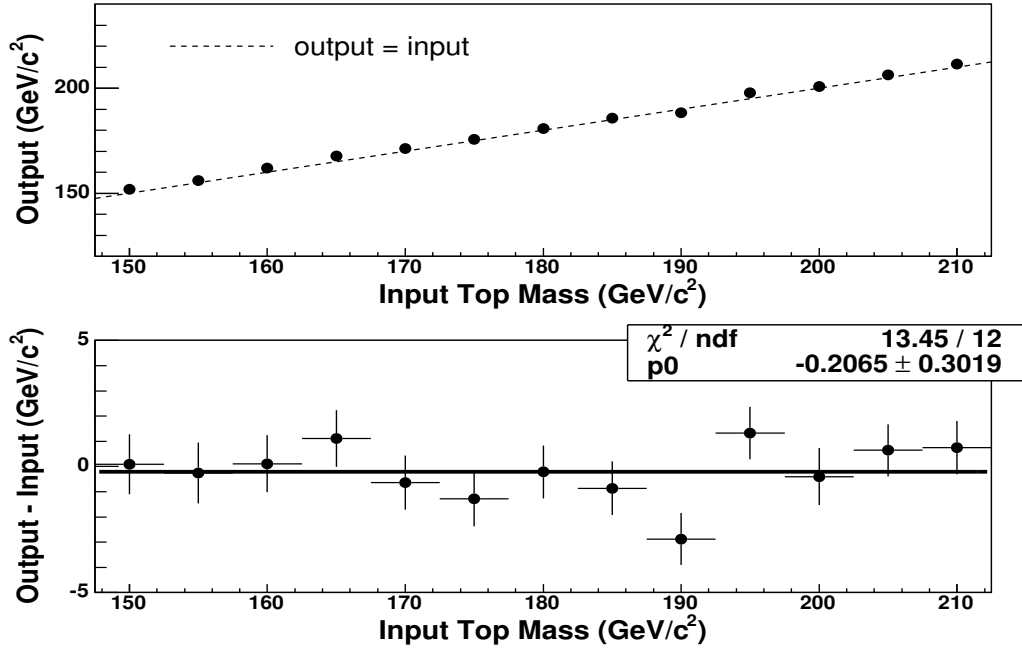 output = input
Output (GeV/c²)
200
150
150 160 170 180 190 200 210
Input Top Mass (GeV/c²)
χ² / ndf 13.45 / 12
p0 -0.2065 ± 0.3019
Output - Input (GeV/c²)
5
0
-5
150 160 170 180 190 200 210
Input Top Mass (GeV/c²)